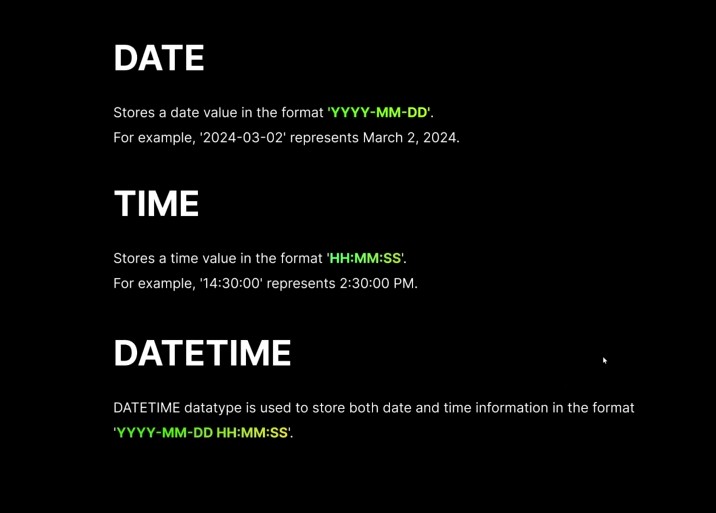 DATE
Stores a date value in the format 'YYYY-MM-DD'.
For example, '2024-03-02' represents March 2, 2024.
TIME
Stores a time value in the format 'HH:MM:SS'.
For example, '14:30:00' represents 2:30:00 PM.
DATETIME
DATETIME datatype is used to store both date and time information in the format
'YYYY-MM-DD HH:MM:SS'.